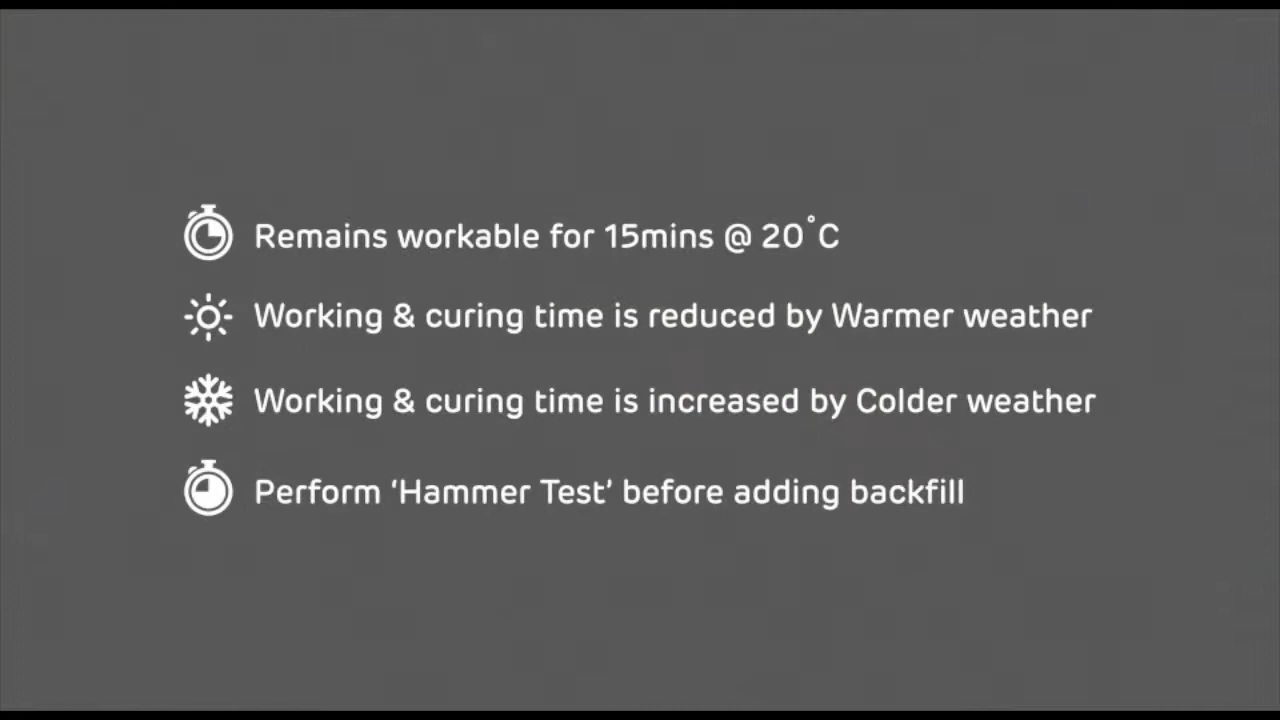 Remains workable for 15mins @ 20˚C
Working & curing time is reduced by Warmer weather
Working & curing time is increased by Colder weather
Perform ‘Hammer Test’ before adding backfill